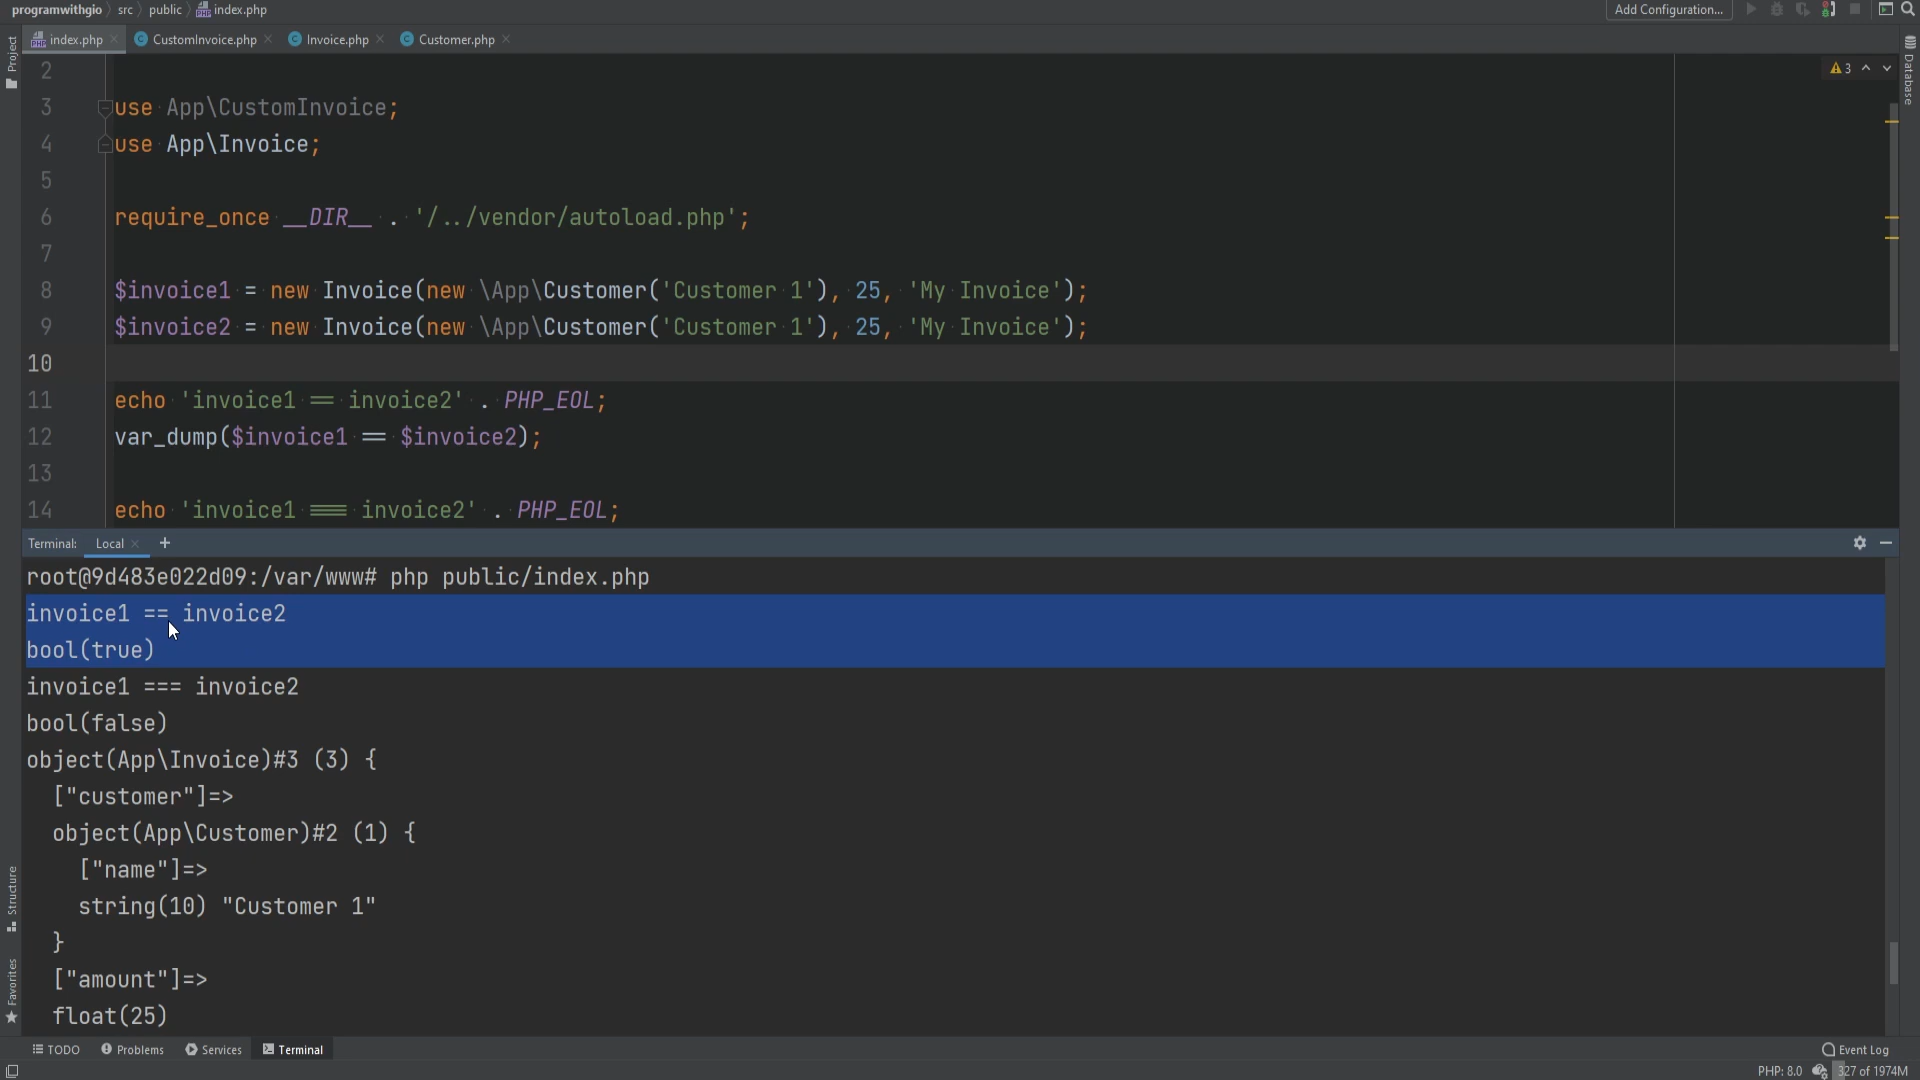 programwithgio src public index.php Add Configuration...
index.php CustomInvoice.php Invoice.php Customer.php
Project
Database
3
2
3 use App\CustomInvoice;
4 use App\Invoice;
5
6 require_once __DIR__ . '/../vendor/autoload.php';
7
8 $invoice1 = new Invoice(new \App\Customer('Customer 1'), 25, 'My Invoice');
9 $invoice2 = new Invoice(new \App\Customer('Customer 1'), 25, 'My Invoice');
10
11 echo 'invoice1 == invoice2' . PHP_EOL;
12 var_dump($invoice1 == $invoice2);
13
14 echo 'invoice1 === invoice2' . PHP_EOL;
Terminal: Local +
root@9d483e022d09:/var/www# php public/index.php
invoice1 == invoice2
bool(true)
invoice1 === invoice2
bool(false)
object(App\Invoice)#3 (3) {
["customer"]=>
object(App\Customer)#2 (1) {
["name"]=>
string(10) "Customer 1"
}
["amount"]=>
float(25)
Structure
Favorites
TODO Problems Services Terminal Event Log
PHP: 8.0 327 of 1974M